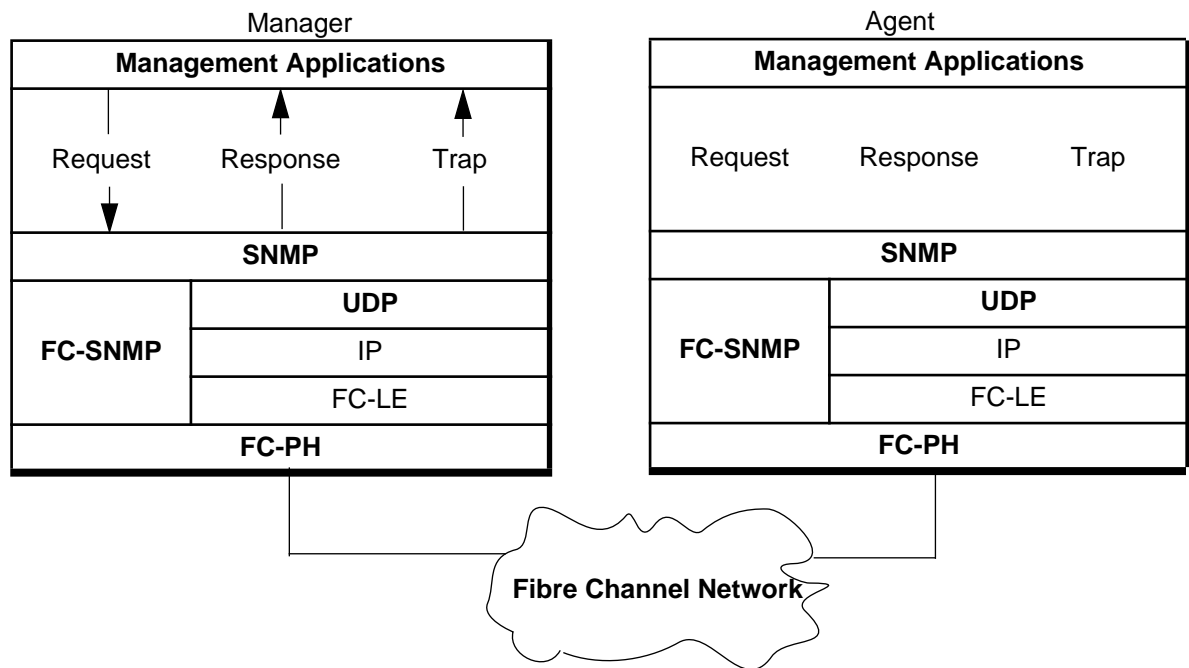 Manager
Management Applications
Request Response Trap
SNMP
FC-SNMP
UDP
IP
FC-LE
FC-PH
Agent
Management Applications
Request Response Trap
SNMP
FC-SNMP
UDP
IP
FC-LE
FC-PH
Fibre Channel Network